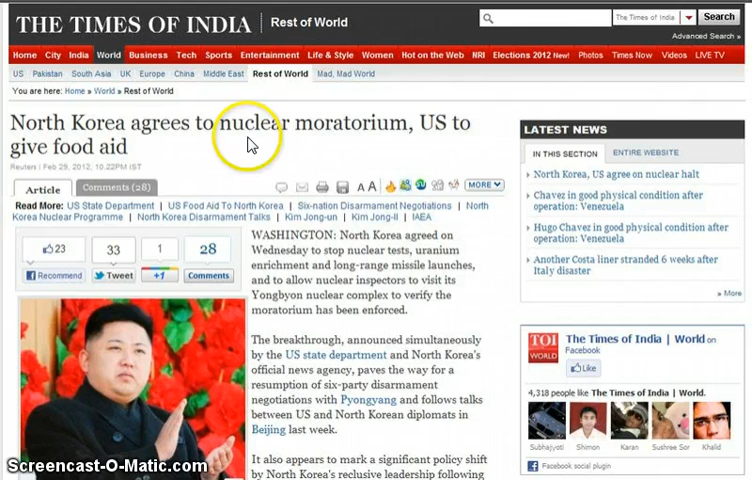 THE TIMES OF INDIA
Rest of World
The Times of India
Search
Advanced Search »
Home City India World Business Tech Sports Entertainment Life & Style Women Hot on the Web NRI Elections 2012 New! Photos Times Now Videos LIVE TV
US Pakistan South Asia UK Europe China Middle East Rest of World Mad, Mad World
You are here: Home » World » Rest of World
North Korea agrees to nuclear moratorium, US to
give food aid
Reuters | Feb 29, 2012, 10.22PM IST
Article
Comments (28)
A A
MORE
Read More: US State Department | US Food Aid To North Korea | Six-nation Disarmament Negotiations | North
Korea Nuclear Programme | North Korea Disarmament Talks | Kim Jong-un | Kim Jong-Il | IAEA
23
33
1
28
Recommend
Tweet
+1
Comments
WASHINGTON: North Korea agreed on
Wednesday to stop nuclear tests, uranium
enrichment and long-range missile launches,
and to allow nuclear inspectors to visit its
Yongbyon nuclear complex to verify the
moratorium has been enforced.
The breakthrough, announced simultaneously
by the US state department and North Korea's
official news agency, paves the way for a
resumption of six-party disarmament
negotiations with Pyongyang and follows talks
between US and North Korean diplomats in
Beijing last week.
It also appears to mark a significant policy shift
by North Korea's reclusive leadership following
LATEST NEWS
IN THIS SECTION
ENTIRE WEBSITE
North Korea, US agree on nuclear halt
Chavez in good physical condition after
operation: Venezuela
Hugo Chavez in good physical condition after
operation: Venezuela
Another Costa liner stranded 6 weeks after
Italy disaster
» More
TOI
WORLD
The Times of India | World on
Facebook
Like
4,318 people like The Times of India | World.
Subhajyoti Shimon Karan Sushree Sor Khalid
Facebook social plugin
Screencast-O-Matic.com